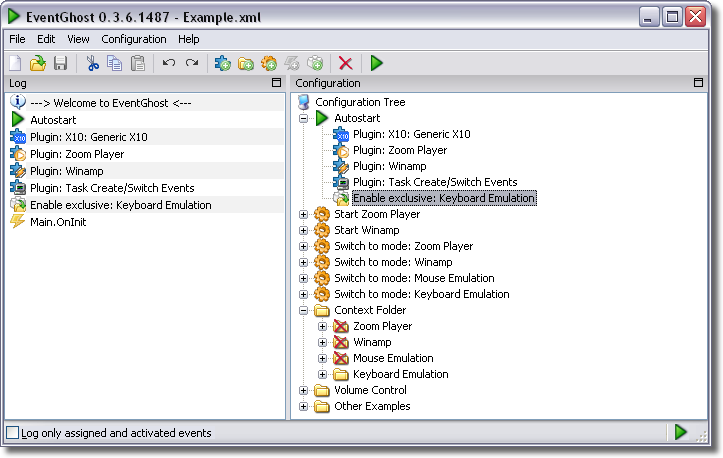 EventGhost 0.3.6.1487 - Example.xml
File Edit View Configuration Help
Log
---> Welcome to EventGhost <---
Autostart
Plugin: X10: Generic X10
Plugin: Zoom Player
Plugin: Winamp
Plugin: Task Create/Switch Events
Enable exclusive: Keyboard Emulation
Main.OnInit
Configuration
Configuration Tree
Autostart
Plugin: X10: Generic X10
Plugin: Zoom Player
Plugin: Winamp
Plugin: Task Create/Switch Events
Enable exclusive: Keyboard Emulation
Start Zoom Player
Start Winamp
Switch to mode: Zoom Player
Switch to mode: Winamp
Switch to mode: Mouse Emulation
Switch to mode: Keyboard Emulation
Context Folder
Zoom Player
Winamp
Mouse Emulation
Keyboard Emulation
Volume Control
Other Examples
Log only assigned and activated events